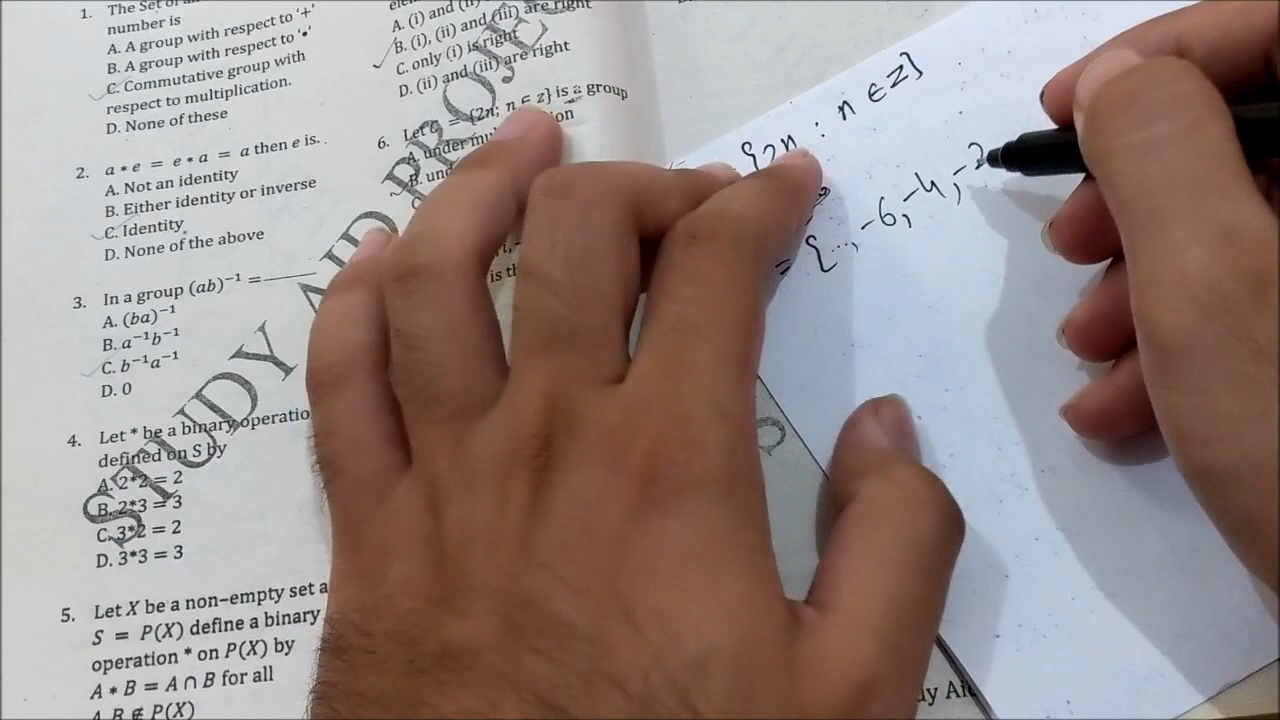 1. The Set of
number is
A. A group with respect to '+'
B. A group with respect to '•'
C. Commutative group with
respect to multiplication.
D. None of these
2. a * e = e * a = a then e is. .
A. Not an identity
B. Either identity or inverse
C. Identity
D. None of the above
3. In a group (ab)⁻¹ = ______
A. (ba)⁻¹
B. a⁻¹b⁻¹
C. b⁻¹a⁻¹
D. 0
4. Let * be a binary
defined on S by
A. 2*2 = 2
B. 2*3 = 3
C. 3*2 = 2
D. 3*3 = 3
5. Let X be a non-empty set
S = P(X) define a binary
operation * on P(X) by
A * B = A ∩ B for all
A, B ∉ P(X)
A. (i) and (ii)
B. (i), (ii) and (iii) are right
C. only (i) is right
D. (ii) and (iii) are right
6. Let = {2n; n ∈ z} is a group
A. under
B.
is
STUDY AND PROJE
{2n : n ∈ Z}
= {..., -6, -4, -2